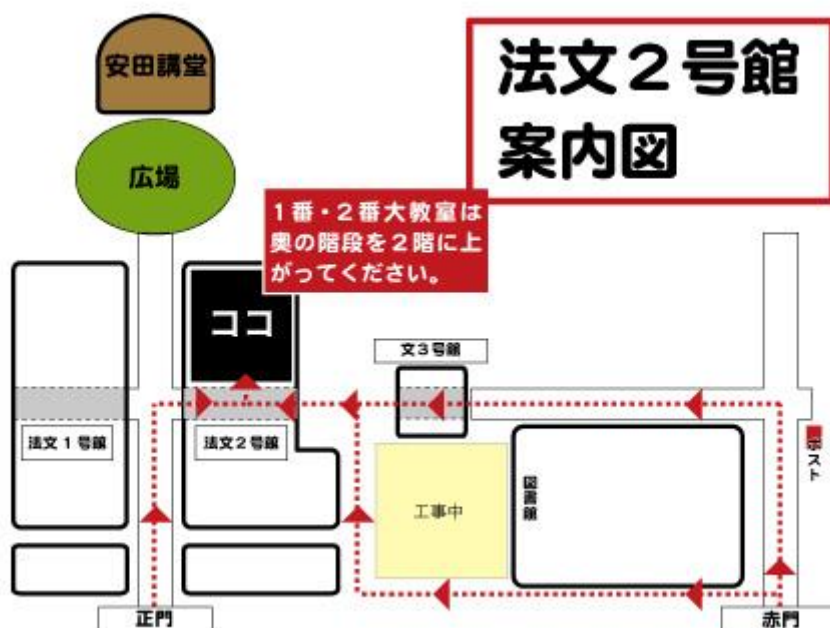 法文２号館
案内図
安田講堂
広場
１番・２番大教室は
奥の階段を２階に上
がってください。
ココ
文３号館
法文１号館
法文２号館
ポスト
図書館
工事中
正門
赤門